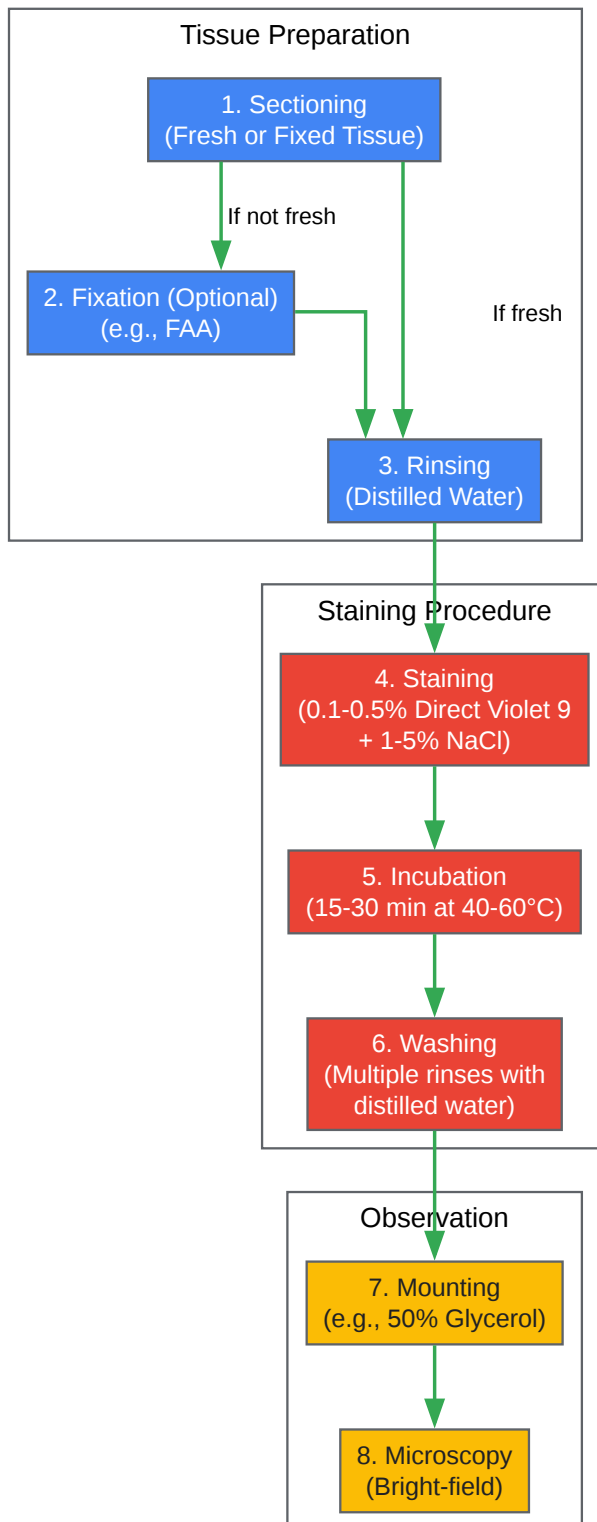 Tissue Preparation
1. Sectioning
(Fresh or Fixed Tissue)
If not fresh
2. Fixation (Optional)
(e.g., FAA)
If fresh
3. Rinsing
(Distilled Water)
Staining Procedure
4. Staining
(0.1-0.5% Direct Violet 9
+ 1-5% NaCl)
5. Incubation
(15-30 min at 40-60°C)
6. Washing
(Multiple rinses with
distilled water)
Observation
7. Mounting
(e.g., 50% Glycerol)
8. Microscopy
(Bright-field)